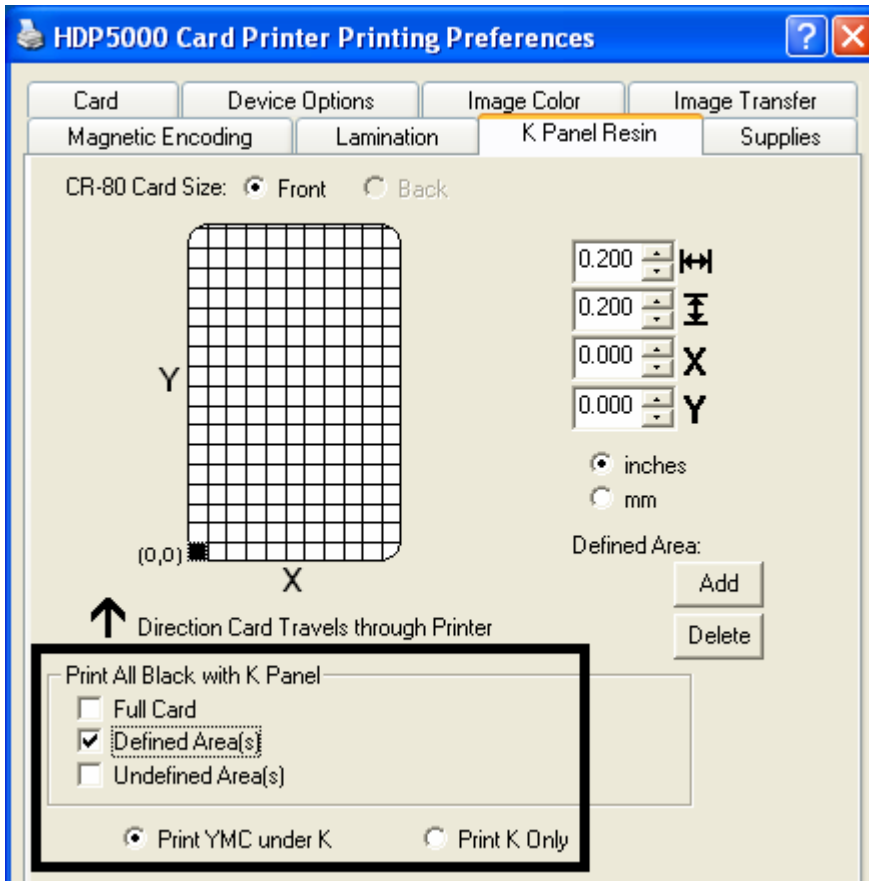 HDP5000 Card Printer Printing Preferences
Card Device Options Image Color Image Transfer
Magnetic Encoding Lamination K Panel Resin Supplies
CR-80 Card Size: Front Back
0.200
0.200
0.000 X
0.000 Y
Y
inches
mm
(0,0)
X
Defined Area:
Add
Direction Card Travels through Printer
Delete
Print All Black with K Panel
Full Card
Defined Area(s)
Undefined Area(s)
Print YMC under K Print K Only